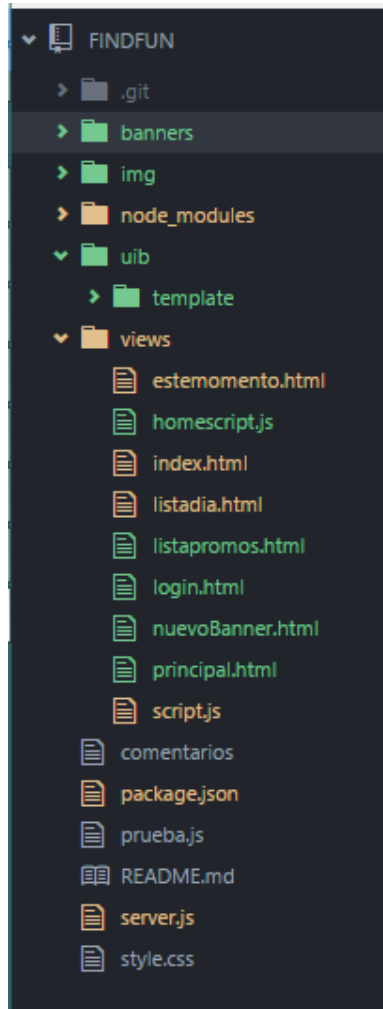 FINDFUN
.git
banners
img
node_modules
uib
template
views
estemomento.html
homescript.js
index.html
listadia.html
listapromos.html
login.html
nuevoBanner.html
principal.html
script.js
comentarios
package.json
prueba.js
README.md
server.js
style.css